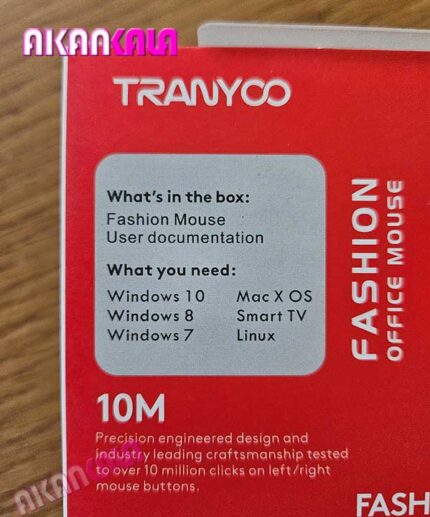 AKANKALA
TRANYOO
What's in the box:
Fashion Mouse
User documentation
What you need:
Windows 10 Mac X OS
Windows 8 Smart TV
Windows 7 Linux
FASHION
OFFICE MOUSE
10M
Precision engineered design and
industry leading craftsmanship tested
to over 10 million clicks on left/right
mouse buttons.
FASH
AKANKALA